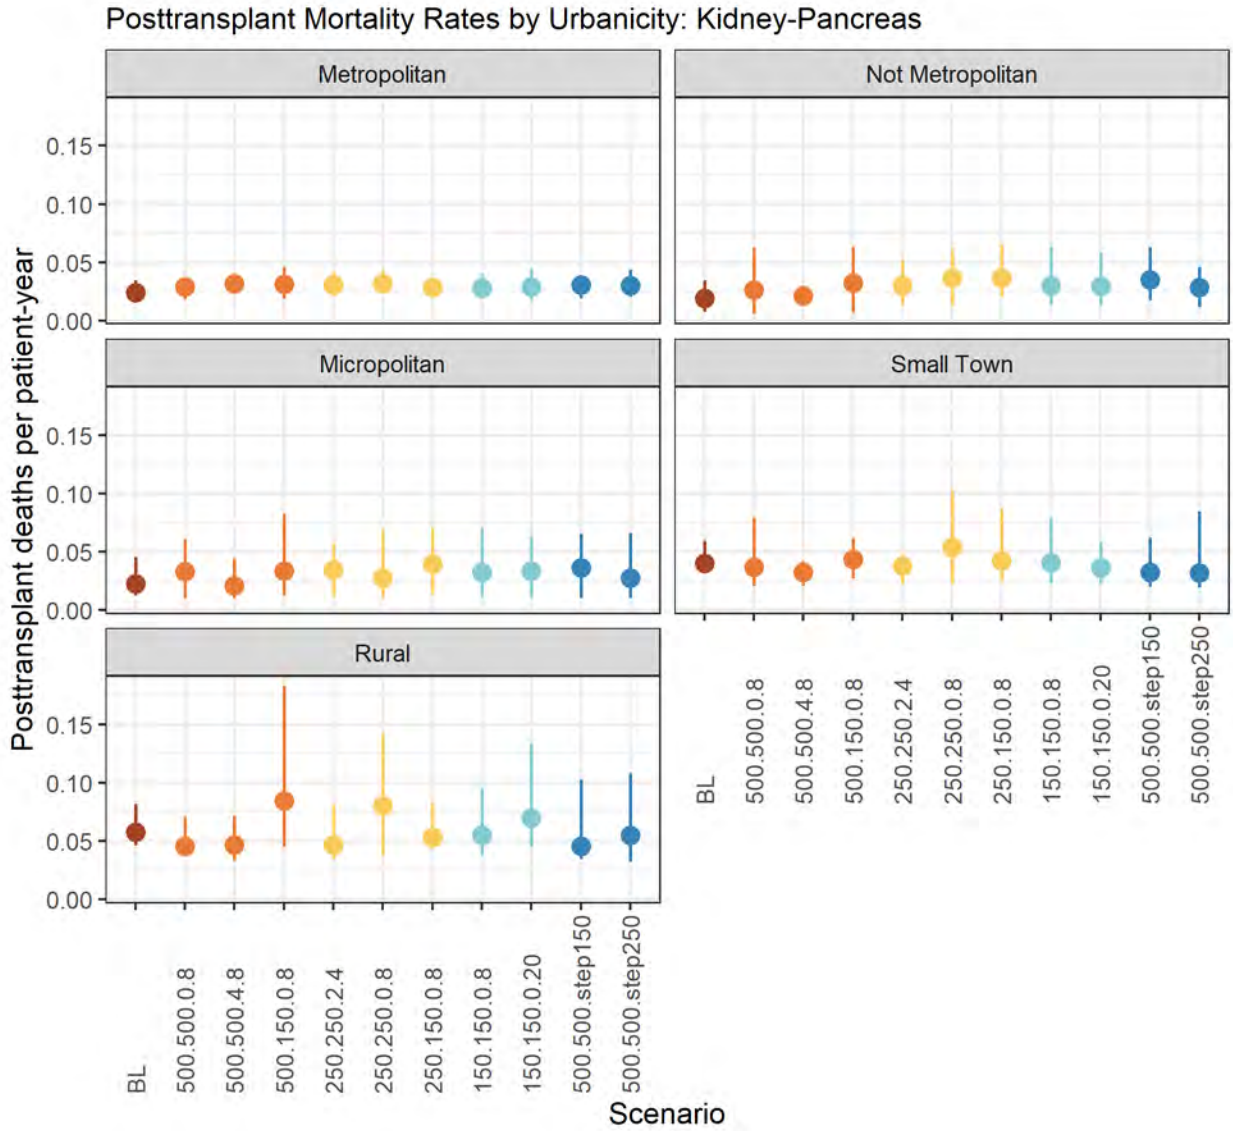 Posttransplant Mortality Rates by Urbanicity: Kidney-Pancreas
Metropolitan
Not Metropolitan
0.15
0.10
0.05
0.00
Micropolitan
Small Town
0.15
0.10
0.05
0.00
Rural
0.15
0.10
0.05
0.00
Posttransplant deaths per patient-year
BL
500.500.0.8
500.500.4.8
500.150.0.8
250.250.2.4
250.250.0.8
250.150.0.8
150.150.0.8
150.150.0.20
500.500.step150
500.500.step250
BL
500.500.0.8
500.500.4.8
500.150.0.8
250.250.2.4
250.250.0.8
250.150.0.8
150.150.0.8
150.150.0.20
500.500.step150
500.500.step250
Scenario